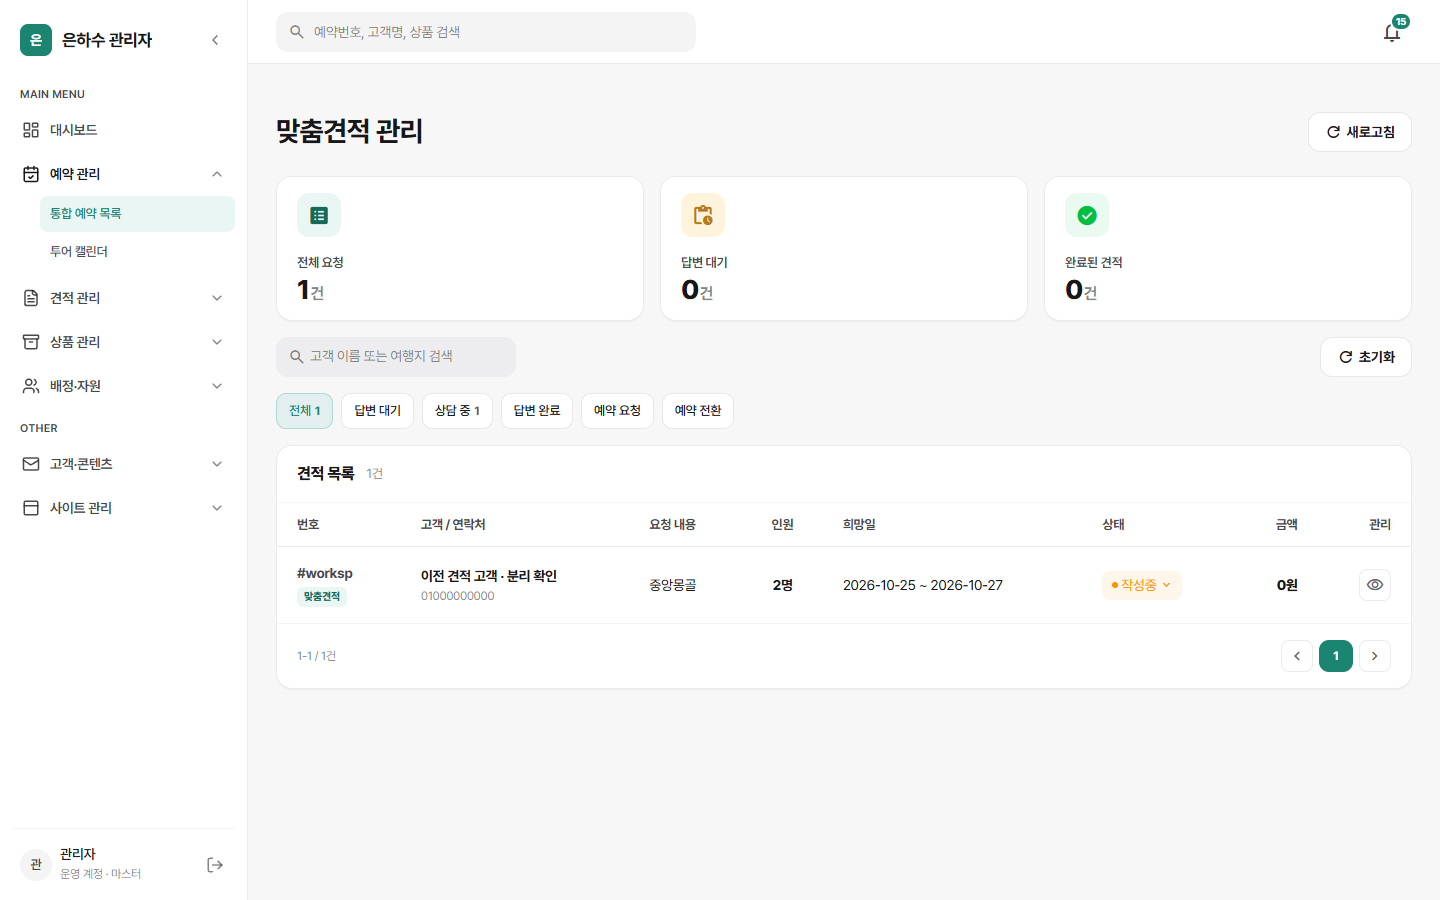 은 은하수 관리자
MAIN MENU
대시보드
예약 관리
통합 예약 목록
투어 캘린더
견적 관리
상품 관리
배정·자원
OTHER
고객·콘텐츠
사이트 관리
관 관리자
운영 계정 · 마스터
예약번호, 고객명, 상품 검색
15
맞춤견적 관리
새로고침
전체 요청
1건
답변 대기
0건
완료된 견적
0건
고객 이름 또는 여행지 검색
초기화
전체 1 답변 대기 상담 중 1 답변 완료 예약 요청 예약 전환
견적 목록 1건
번호 고객 / 연락처 요청 내용 인원 희망일 상태 금액 관리
#worksp 이전 견적 고객 · 분리 확인 중앙몽골 2명 2026-10-25 ~ 2026-10-27 작성중 0원
맞춤견적 01000000000
1-1 / 1건 1